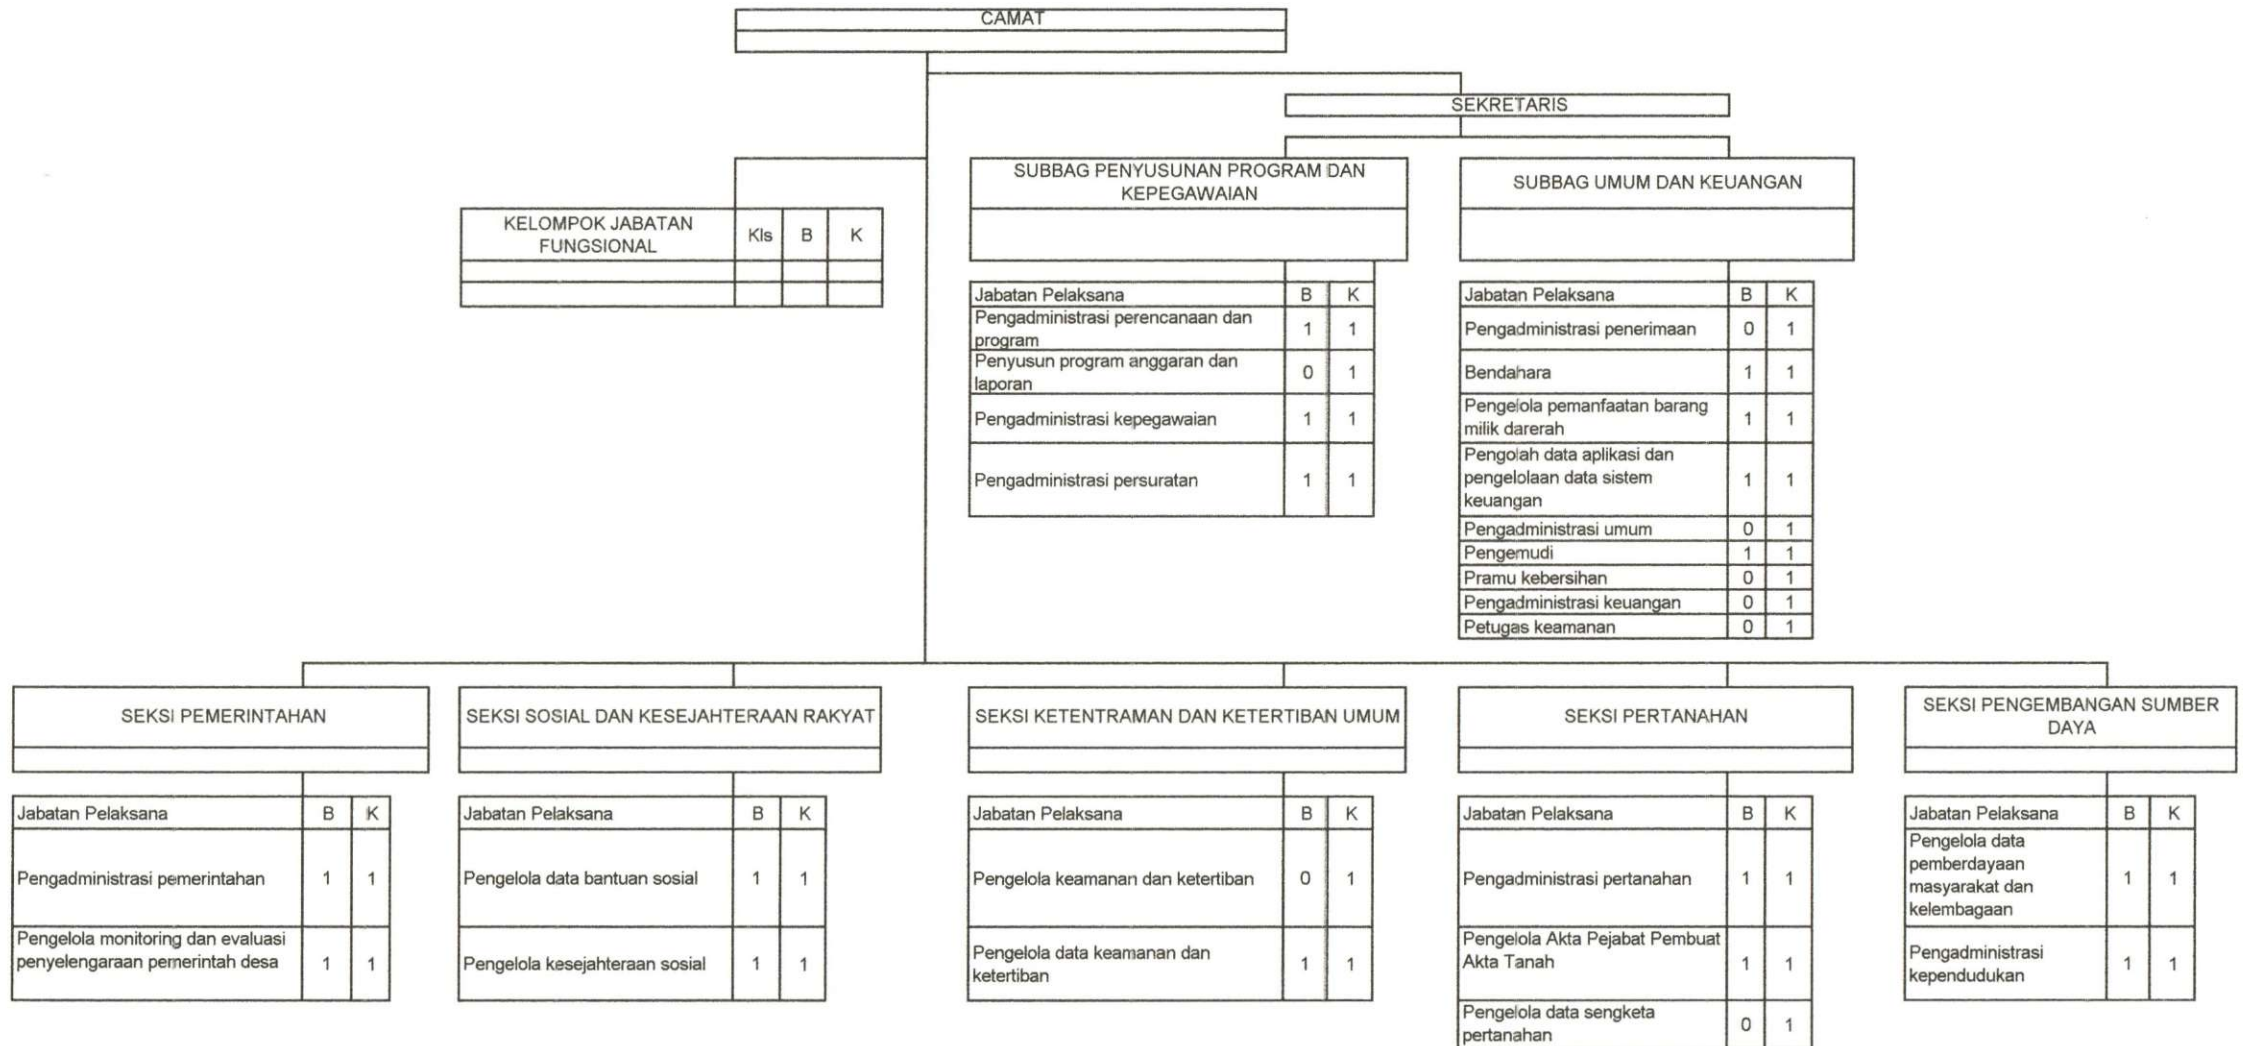 CAMAT
SEKRETARIS
SUBBAG PENYUSUNAN PROGRAM DAN
KEPEGAWAIAN
SUBBAG UMUM DAN KEUANGAN
KELOMPOK JABATAN
FUNGSIONAL
Kls B K
Jabatan Pelaksana B K
Pengadministrasi perencanaan dan
program 1 1
Penyusun program anggaran dan
laporan 0 1
Pengadministrasi kepegawaian 1 1
Pengadministrasi persuratan 1 1
Jabatan Pelaksana B K
Pengadministrasi penerimaan 0 1
Bendahara 1 1
Pengelola pemanfaatan barang
milik darerah 1 1
Pengolah data aplikasi dan
pengelolaan data sistem
keuangan 1 1
Pengadministrasi umum 0 1
Pengemudi 1 1
Pramu kebersihan 0 1
Pengadministrasi keuangan 0 1
Petugas keamanan 0 1
SEKSI PEMERINTAHAN
Jabatan Pelaksana B K
Pengadministrasi pemerintahan 1 1
Pengelola monitoring dan evaluasi
penyelengaraan pemerintah desa 1 1
SEKSI SOSIAL DAN KESEJAHTERAAN RAKYAT
Jabatan Pelaksana B K
Pengelola data bantuan sosial 1 1
Pengelola kesejahteraan sosial 1 1
SEKSI KETENTRAMAN DAN KETERTIBAN UMUM
Jabatan Pelaksana B K
Pengelola keamanan dan ketertiban 0 1
Pengelola data keamanan dan
ketertiban 1 1
SEKSI PERTANAHAN
Jabatan Pelaksana B K
Pengadministrasi pertanahan 1 1
Pengelola Akta Pejabat Pembuat
Akta Tanah 1 1
Pengelola data sengketa
pertanahan 0 1
SEKSI PENGEMBANGAN SUMBER
DAYA
Jabatan Pelaksana B K
Pengelola data
pemberdayaan
masyarakat dan
kelembagaan 1 1
Pengadministrasi
kependudukan 1 1